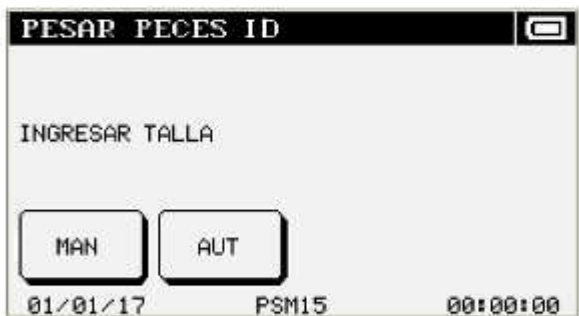 PESAR PECES ID
INGRESAR TALLA
MAN AUT
01/01/17 PSM15 00:00:00